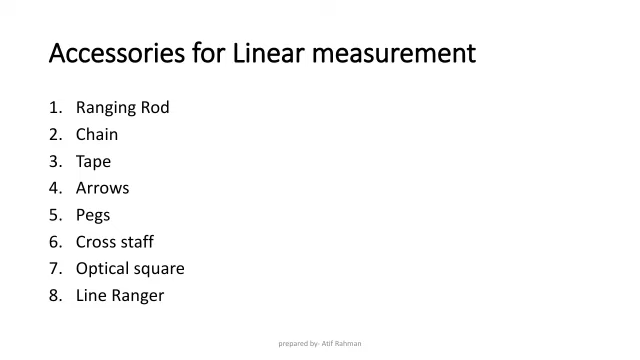 Accessories for Linear measurement
1. Ranging Rod
2. Chain
3. Tape
4. Arrows
5. Pegs
6. Cross staff
7. Optical square
8. Line Ranger
prepared by- Atif Rahman